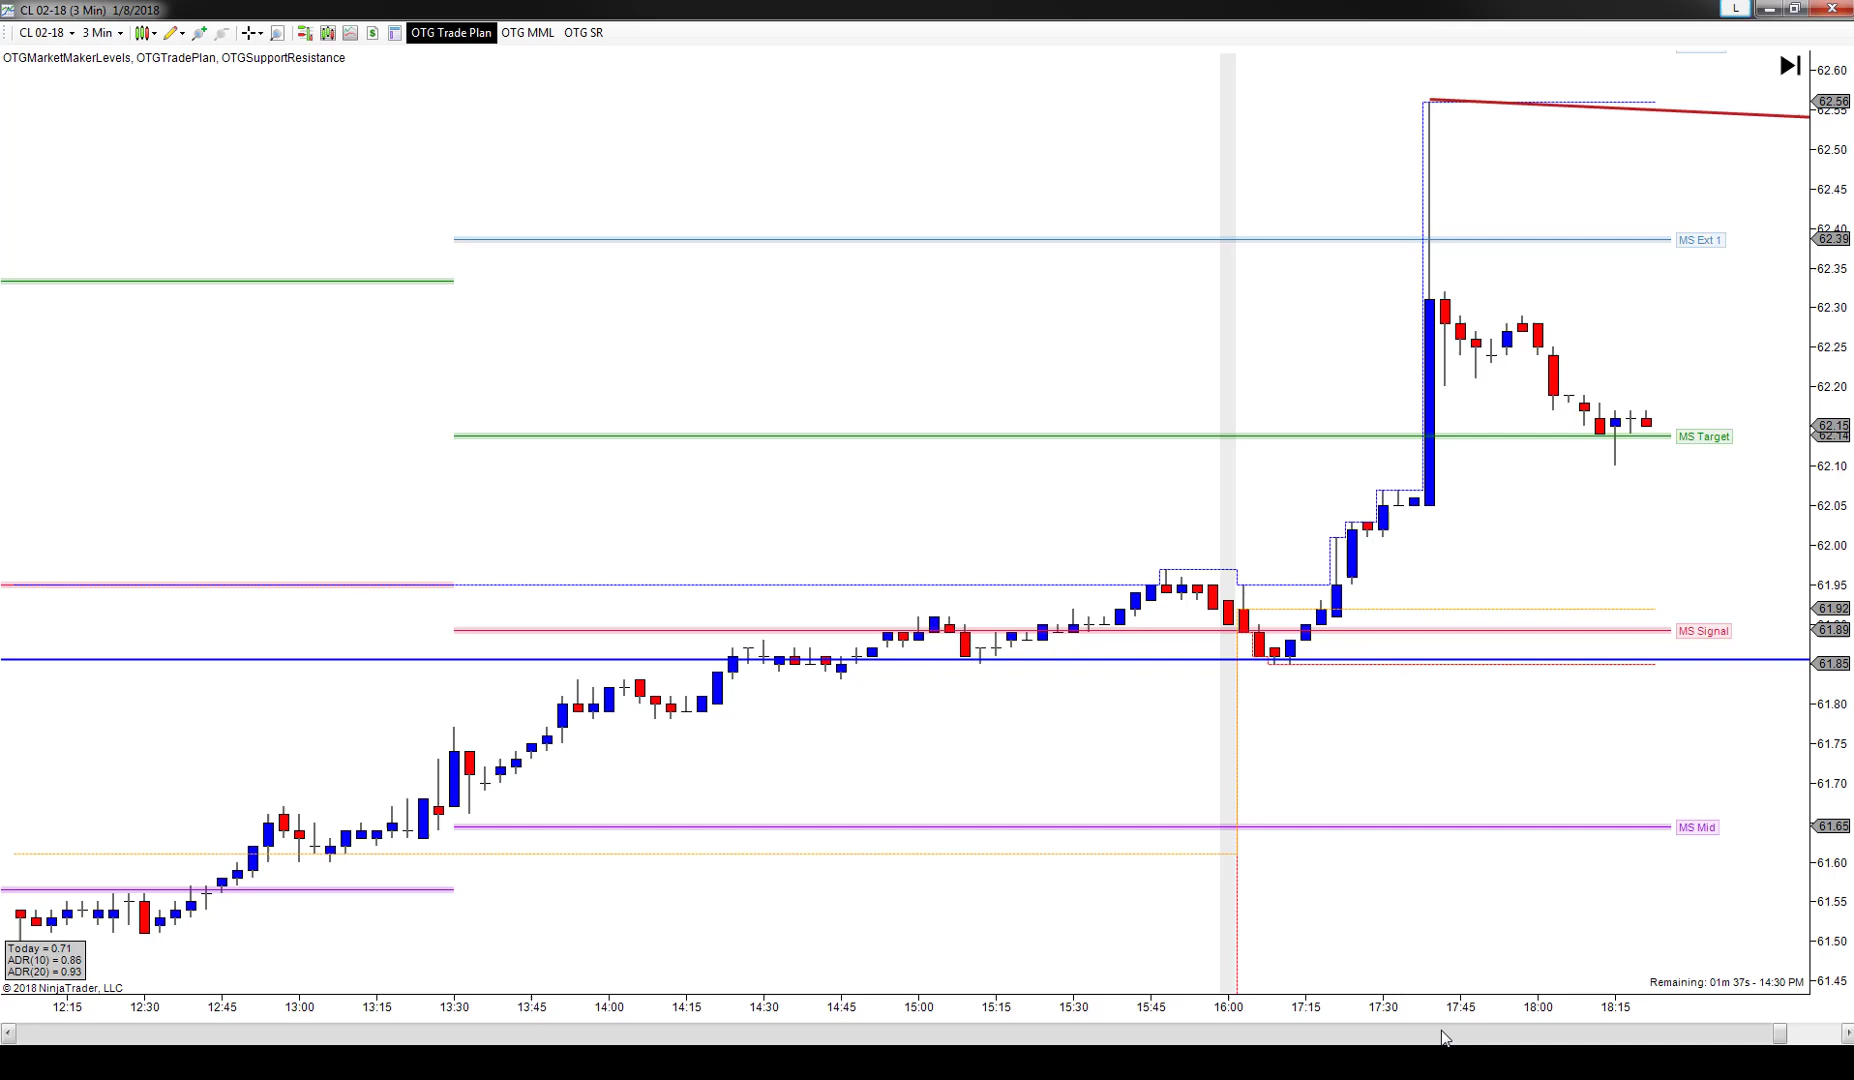 CL 02-18 (3 Min) 1/8/2018
L
CL 02-18 3 Min OTG Trade Plan OTG MML OTG SR
OTGMarketMakerLevels, OTGTradePlan, OTGSupportResistance
62.60
62.56
62.55
62.50
62.45
62.40
MS Ext 1 62.39
62.35
62.30
62.25
62.20
62.15
MS Target 62.14
62.10
62.05
62.00
61.95
61.92
MS Signal 61.89
61.85
61.80
61.75
61.70
MS Mid 61.65
61.60
61.55
61.50
61.45
Today = 0.71
ADR(10) = 0.86
ADR(20) = 0.93
© 2018 NinjaTrader, LLC
Remaining: 01m 37s - 14:30 PM
12:15 12:30 12:45 13:00 13:15 13:30 13:45 14:00 14:15 14:30 14:45 15:00 15:15 15:30 15:45 16:00 17:15 17:30 17:45 18:00 18:15